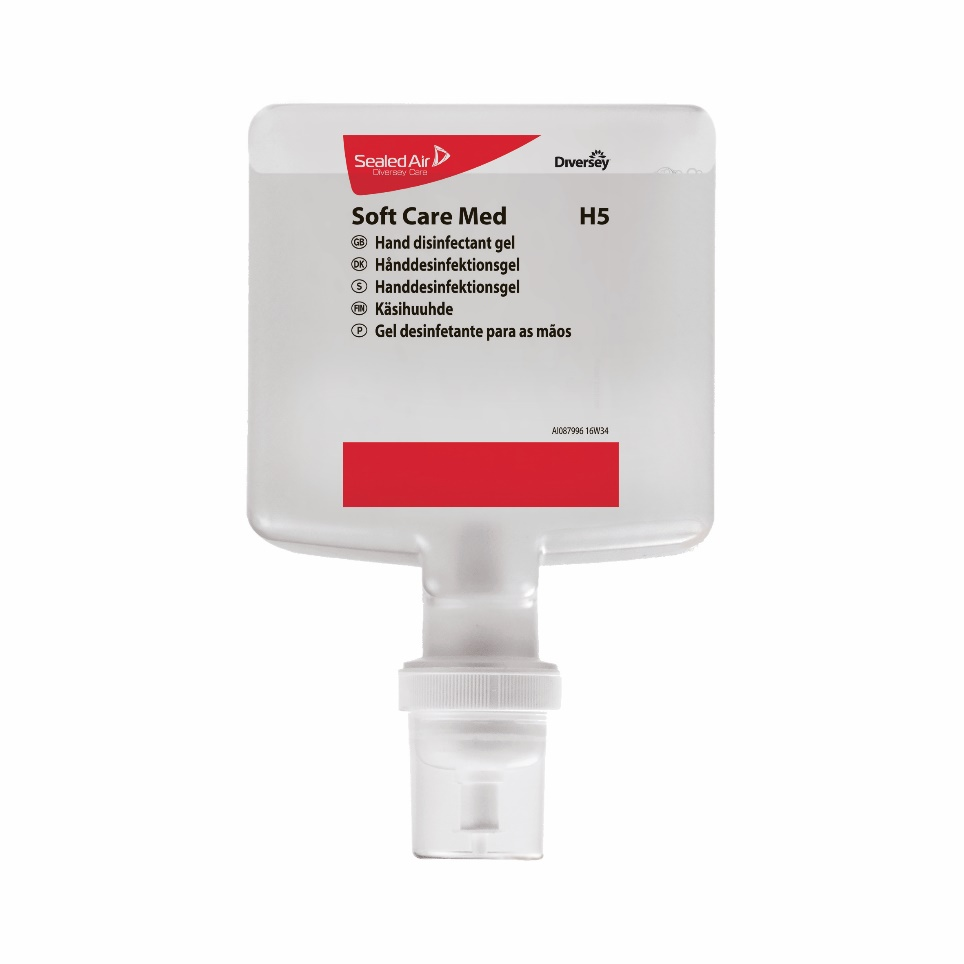 Sealed Air
Diversey Care
Diversey
Soft Care Med H5
GB Hand disinfectant gel
DK Hånddesinfektionsgel
S Handdesinfektionsgel
FIN Käsihuuhde
P Gel desinfetante para as mãos
AI087996 16W34